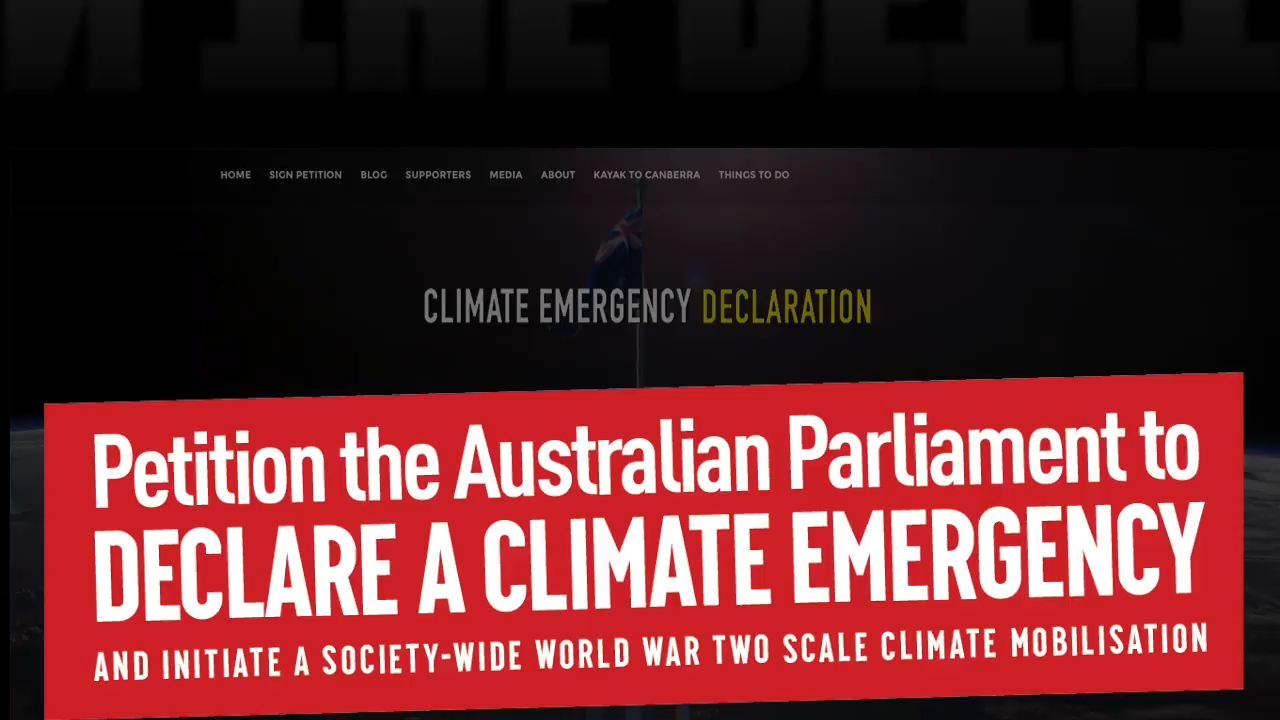 HOME SIGN PETITION BLOG SUPPORTERS MEDIA ABOUT KAYAK TO CANBERRA THINGS TO DO
CLIMATE EMERGENCY DECLARATION
Petition the Australian Parliament to
DECLARE A CLIMATE EMERGENCY
AND INITIATE A SOCIETY-WIDE WORLD WAR TWO SCALE CLIMATE MOBILISATION